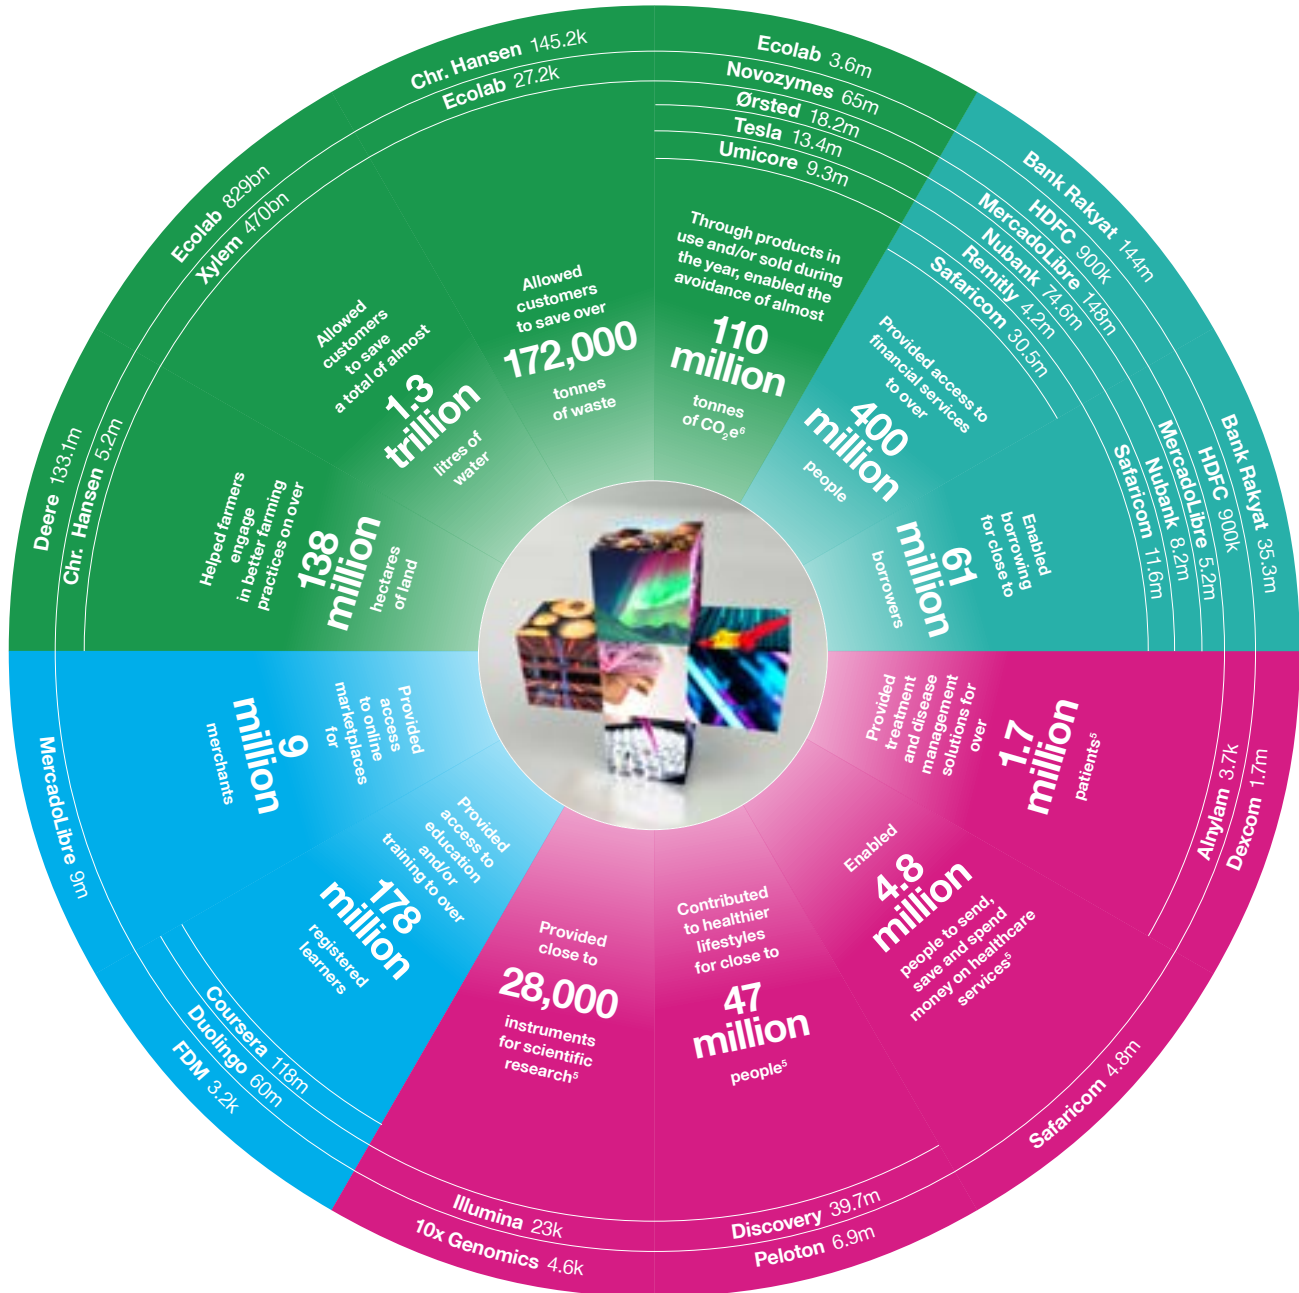 Ecolab 3.6m
Novozymes 65m
Ørsted 18.2m
Tesla 13.4m
Umicore 9.3m
Through products in
use and/or sold during
the year, enabled the
avoidance of almost
110
million
tonnes
of CO₂e⁶
Bank Rakyat 144m
HDFC 900k
MercadoLibre 148m
Nubank 74.6m
Remitly 4.2m
Safaricom 30.5m
Provided access to
financial services
to over
400
million
people
Bank Rakyat 35.3m
HDFC 900k
MercadoLibre 5.2m
Nubank 8.2m
Safaricom 11.6m
Enabled
borrowing
for close to
61
million
borrowers
Provided
treatment
and disease
management
solutions for
over
1.7
million
patients⁵
Alnylam 3.7k
Dexcom 1.7m
Enabled
4.8
million
people to send,
save and spend
money on healthcare
services⁵
Safaricom 4.8m
Contributed
to healthier
lifestyles
for close to
47
million
people⁵
Discovery 39.7m
Peloton 6.9m
Provided
close to
28,000
instruments
for scientific
research⁵
Illumina 23k
10x Genomics 4.6k
Provided
access to
education
and/or
training to over
178
million
registered
learners
Coursera 118m
Duolingo 60m
FDM 3.2k
Provided
access
to online
marketplaces
for
9
million
merchants
MercadoLibre 9m
Deere 133.1m
Chr. Hansen 5.2m
Helped farmers
engage
in better farming
practices on over
138
million
hectares
of land
Ecolab 829bn
Xylem 470bn
Allowed
customers
to save
a total of almost
1.3
trillion
litres of
water
Chr. Hansen 145.2k
Ecolab 27.2k
Allowed
customers
to save over
172,000
tonnes
of waste